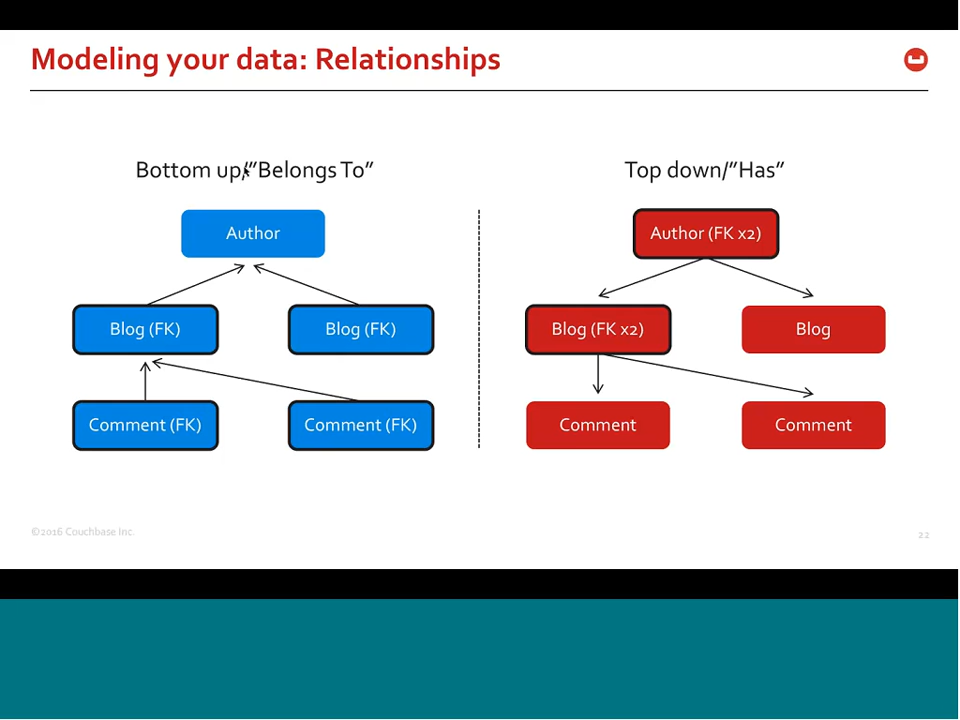 Modeling your data: Relationships
Bottom up/"Belongs To"
Top down/"Has"
Author
Author (FK x2)
Blog (FK)
Blog (FK)
Blog (FK x2)
Blog
Comment (FK)
Comment (FK)
Comment
Comment
©2016 Couchbase Inc.
22